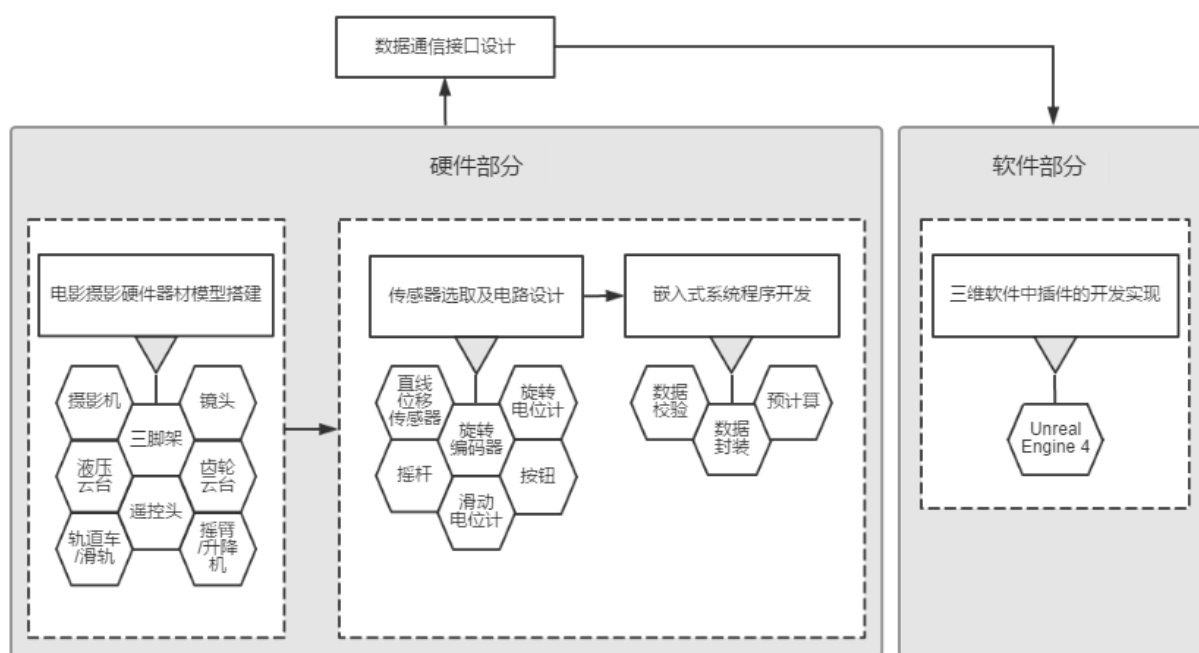 数据通信接口设计
硬件部分
软件部分
电影摄影硬件器材模型搭建
传感器选取及电路设计
嵌入式系统程序开发
三维软件中插件的开发实现
摄影机
镜头
三脚架
液压
云台
齿轮
云台
遥控头
轨道车
/滑轨
摇臂
/升降
机
直线
位移
传感器
旋转
电位计
旋转
编码器
摇杆
按钮
滑动
电位计
数据
校验
预计算
数据
封装
Unreal
Engine 4